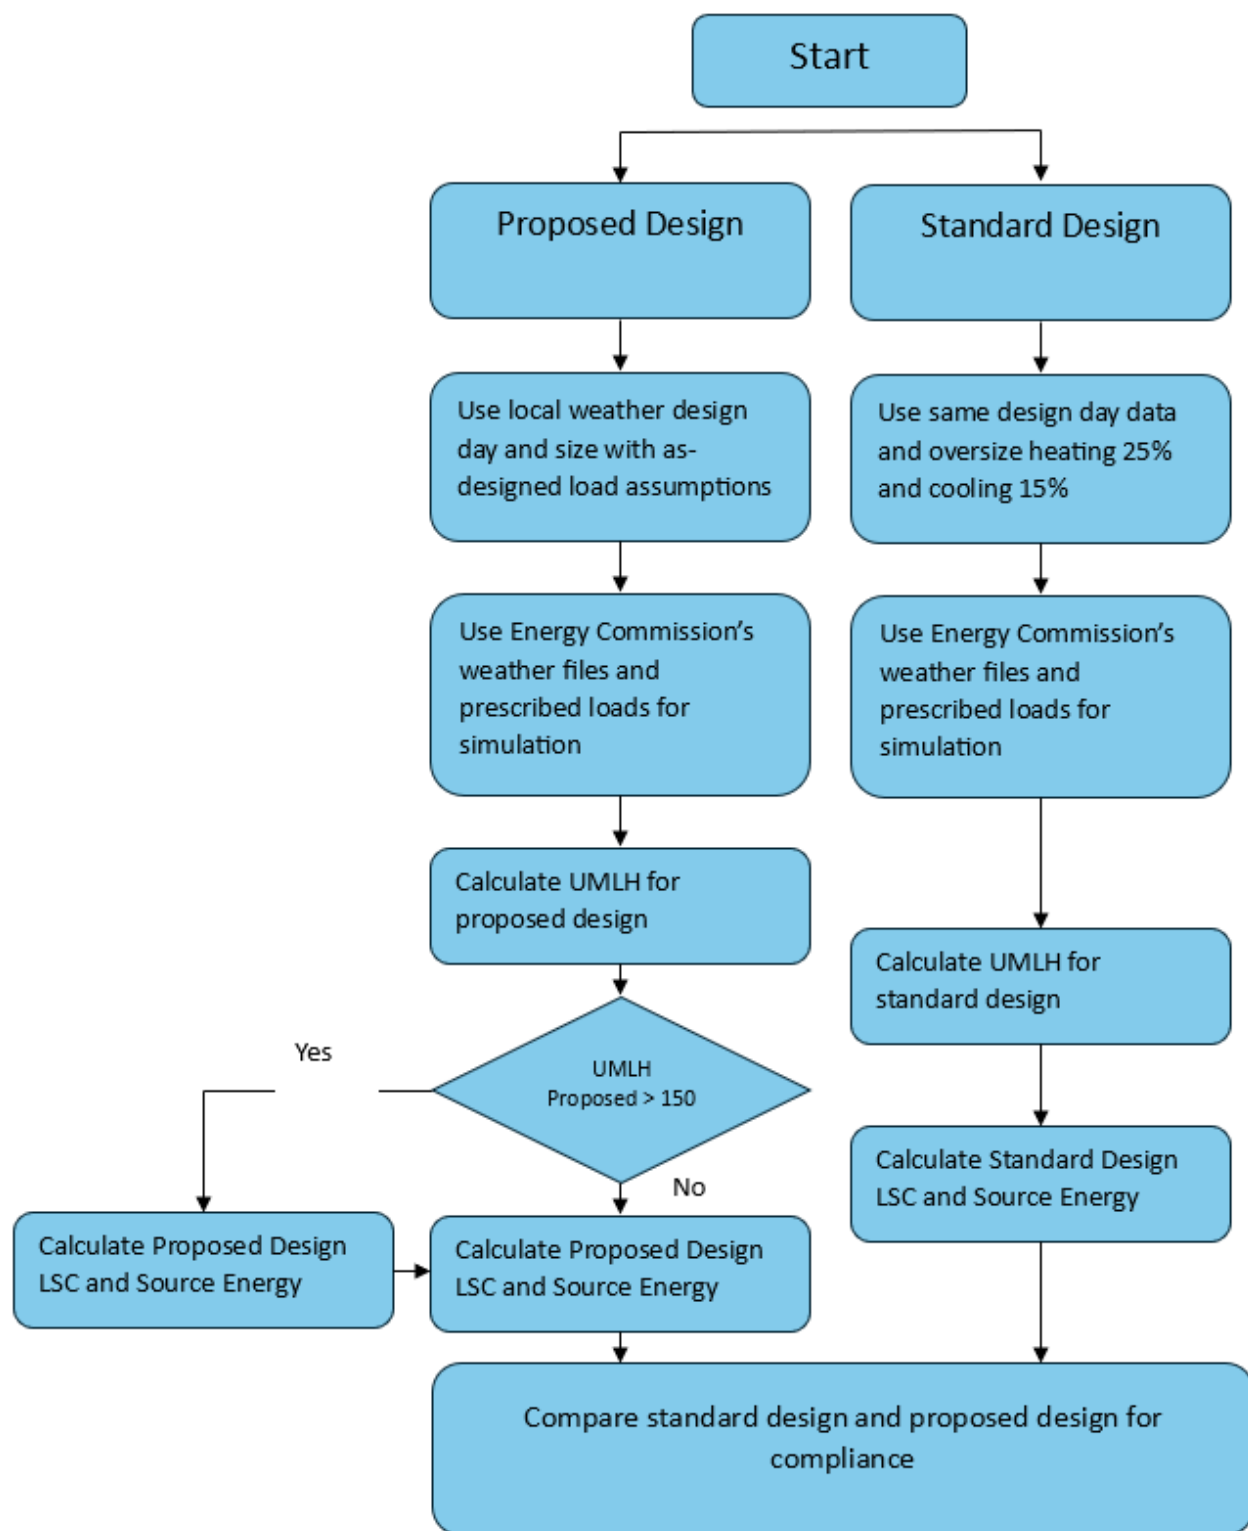 Start
Proposed Design
Standard Design
Use local weather design
day and size with as-
designed load assumptions
Use same design day data
and oversize heating 25%
and cooling 15%
Use Energy Commission’s
weather files and
prescribed loads for
simulation
Use Energy Commission’s
weather files and
prescribed loads for
simulation
Calculate UMLH for
proposed design
Calculate UMLH for
standard design
Yes
UMLH
Proposed > 150
No
Calculate Standard Design
LSC and Source Energy
Calculate Proposed Design
LSC and Source Energy
Calculate Proposed Design
LSC and Source Energy
Compare standard design and proposed design for
compliance